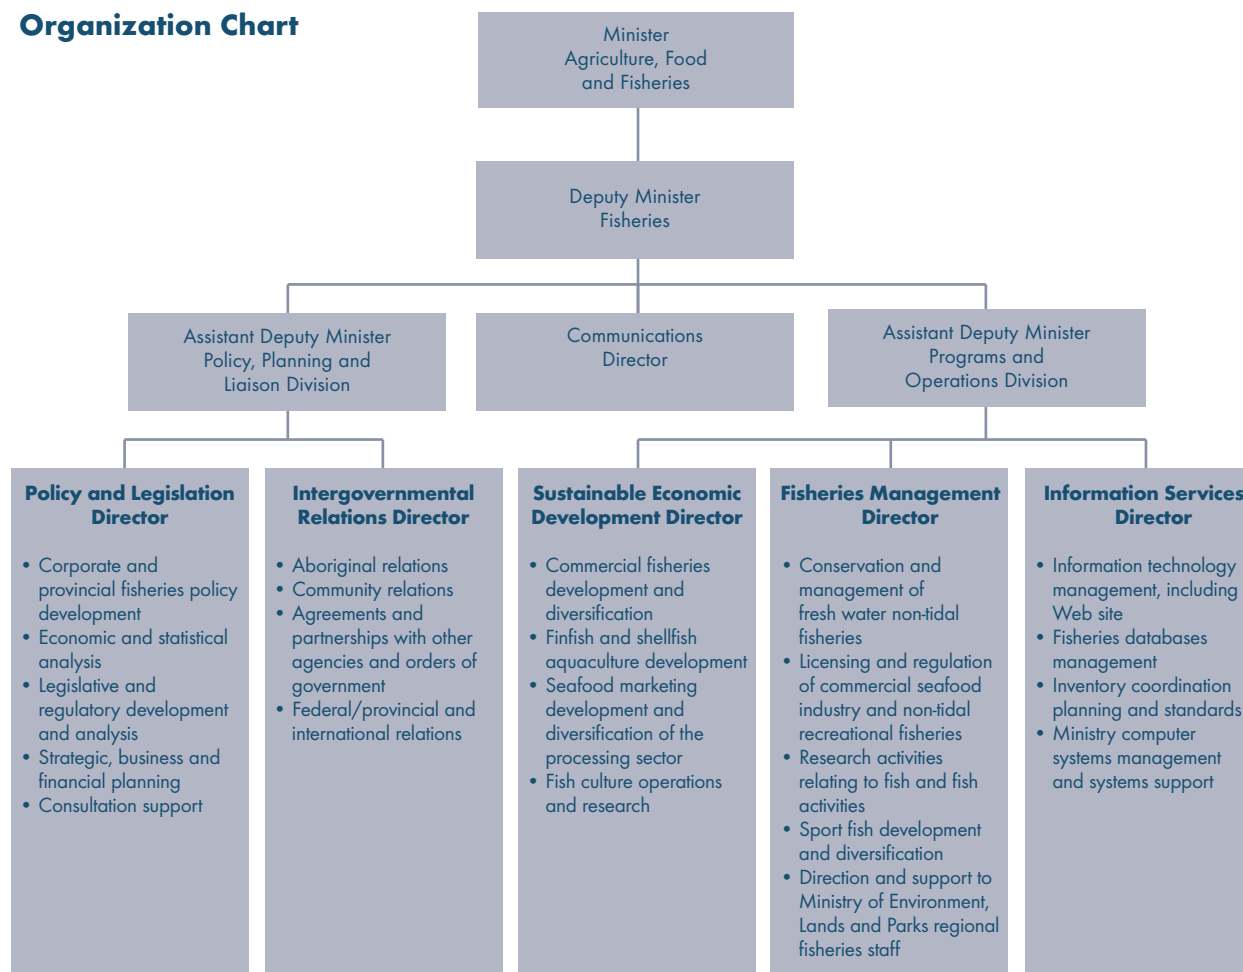 Organization Chart
Minister
Agriculture, Food
and Fisheries
Deputy Minister
Fisheries
Assistant Deputy Minister
Policy, Planning and
Liaison Division
Communications
Director
Assistant Deputy Minister
Programs and
Operations Division
Policy and Legislation
Director
• Corporate and
provincial fisheries policy
development
• Economic and statistical
analysis
• Legislative and
regulatory development
and analysis
• Strategic, business and
financial planning
• Consultation support
Intergovernmental
Relations Director
• Aboriginal relations
• Community relations
• Agreements and
partnerships with other
agencies and orders of
government
• Federal/provincial and
international relations
Sustainable Economic
Development Director
• Commercial fisheries
development and
diversification
• Finfish and shellfish
aquaculture development
• Seafood marketing
development and
diversification of the
processing sector
• Fish culture operations
and research
Fisheries Management
Director
• Conservation and
management of
fresh water non-tidal
fisheries
• Licensing and regulation
of commercial seafood
industry and non-tidal
recreational fisheries
• Research activities
relating to fish and fish
activities
• Sport fish development
and diversification
• Direction and support to
Ministry of Environment,
Lands and Parks regional
fisheries staff
Information Services
Director
• Information technology
management, including
Web site
• Fisheries databases
management
• Inventory coordination
planning and standards
• Ministry computer
systems management
and systems support